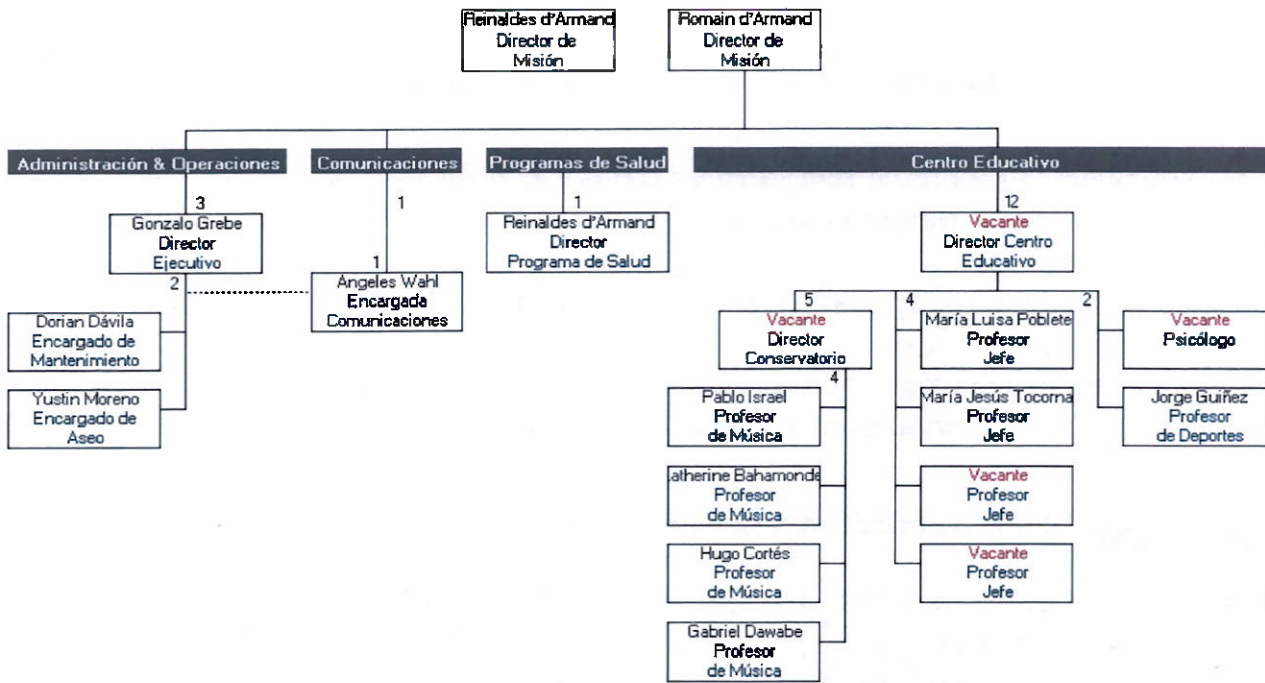 Reinaldes d'Armand
Director de
Misión
Romain d'Armand
Director de
Misión
Administración & Operaciones
Comunicaciones
Programas de Salud
Centro Educativo
3
Gonzalo Grebe
Director
Ejecutivo
2
Dorian Dávila
Encargado de
Mantenimiento
Yustin Moreno
Encargado de
Aseo
1
1
Angeles Wahl
Encargada
Comunicaciones
1
Reinaldes d'Armand
Director
Programa de Salud
12
Vacante
Director Centro
Educativo
5
Vacante
Director
Conservatorio
4
Pablo Israel
Profesor
de Música
atherine Bahamonde
Profesor
de Música
Hugo Cortés
Profesor
de Música
Gabriel Dawabe
Profesor
de Música
4
María Luisa Poblete
Profesor
Jefe
María Jesús Tocorna
Profesor
Jefe
Vacante
Profesor
Jefe
Vacante
Profesor
Jefe
2
Vacante
Psicólogo
Jorge Guiñez
Profesor
de Deportes